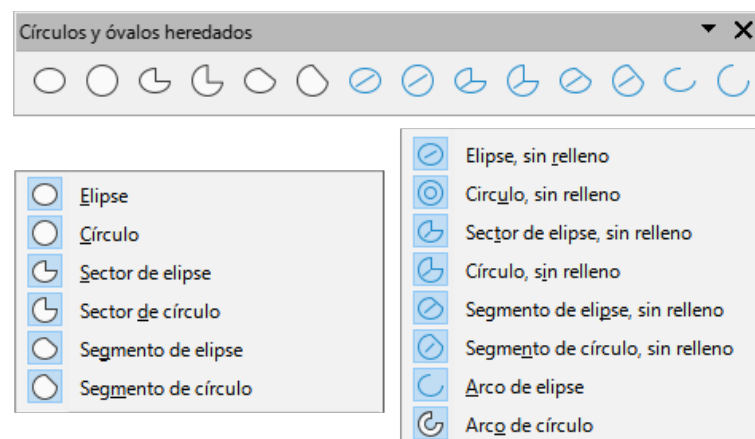 Círculos y óvalos heredados
Elipse
Círculo
Sector de elipse
Sector de círculo
Segmento de elipse
Segmento de círculo
Elipse, sin relleno
Circulo, sin relleno
Sector de elipse, sin relleno
Círculo, sin relleno
Segmento de elipse, sin relleno
Segmento de círculo, sin relleno
Arco de elipse
Arco de círculo